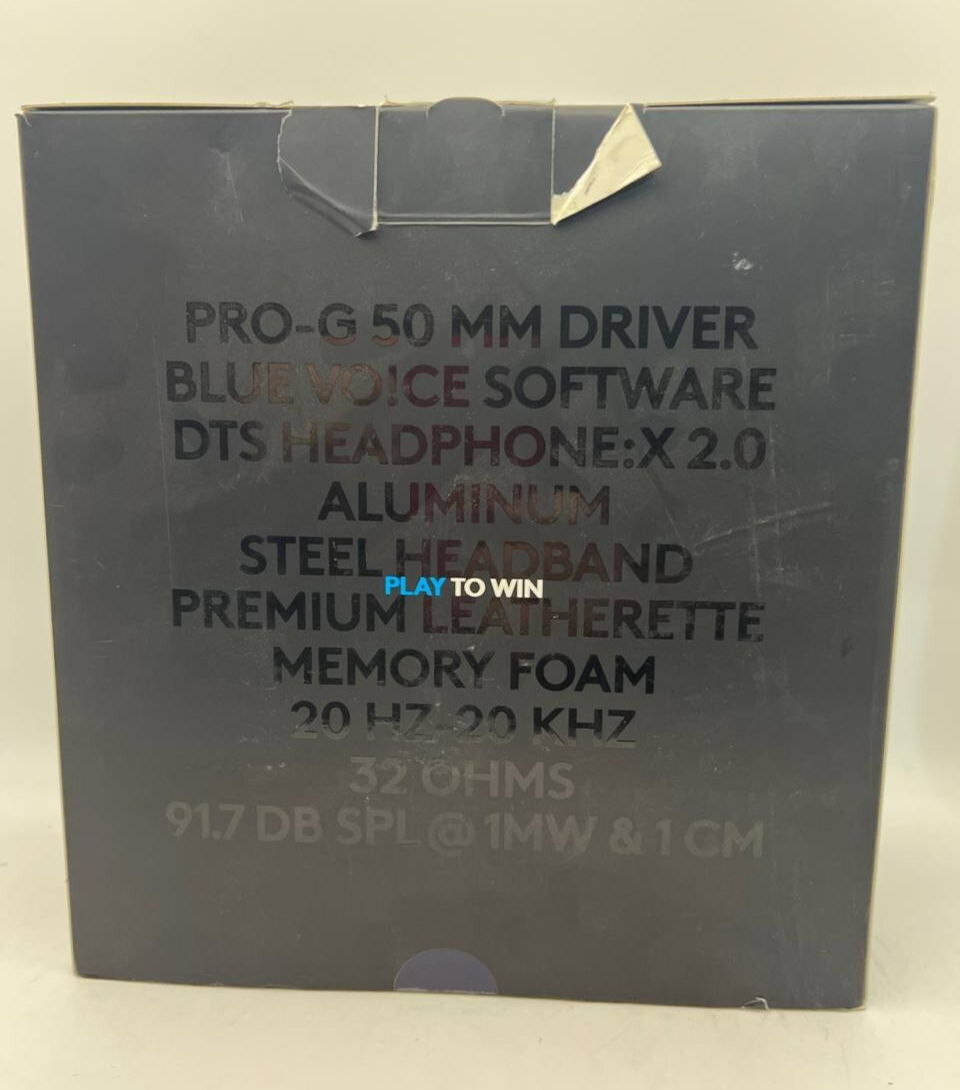 PRO-G 50 MM DRIVER
BLUE VO!CE SOFTWARE
DTS HEADPHONE:X 2.0
ALUMINUM
STEEL HEADBAND
PLAY TO WIN
PREMIUM LEATHERETTE
MEMORY FOAM
20 HZ-20 KHZ
32 OHMS
91.7 DB SPL @ 1MW & 1 CM